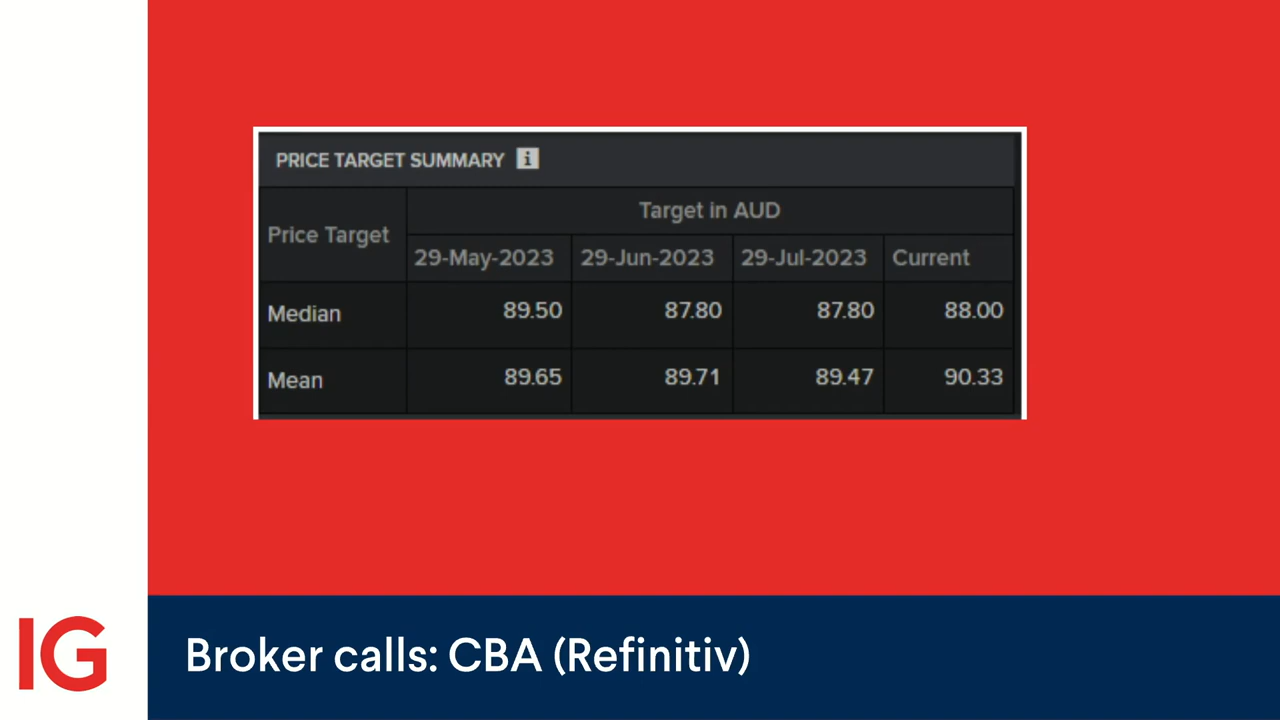 PRICE TARGET SUMMARY i
Target in AUD
Price Target
29-May-2023 29-Jun-2023 29-Jul-2023 Current
Median 89.50 87.80 87.80 88.00
Mean 89.65 89.71 89.47 90.33
IG
Broker calls: CBA (Refinitiv)